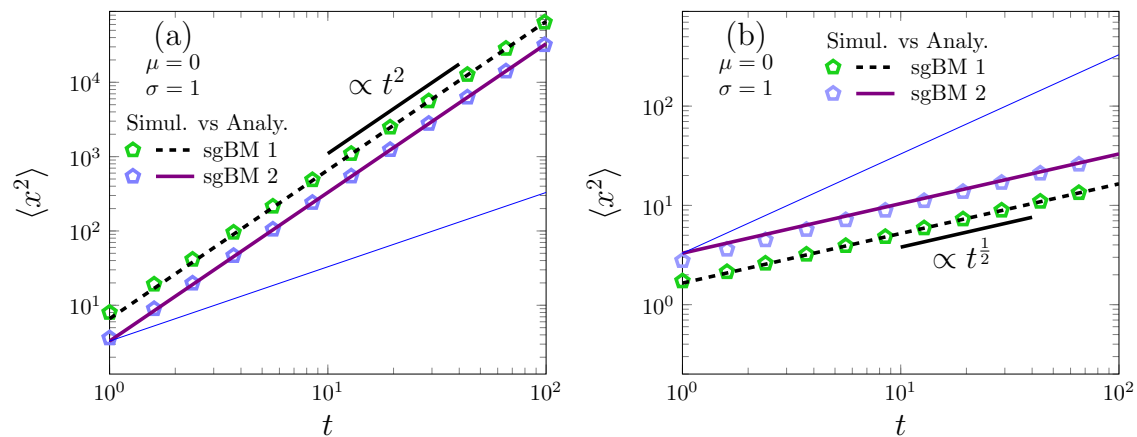 (a)
μ = 0
σ = 1
∝ t²
Simul. vs Analy.
sgBM 1
sgBM 2
10⁴
10³
10²
10¹
⟨x²⟩
10⁰ 10¹ 10²
t
(b)
μ = 0
σ = 1
Simul. vs Analy.
sgBM 1
sgBM 2
∝ t^{1/2}
10²
10¹
10⁰
⟨x²⟩
10⁰ 10¹ 10²
t